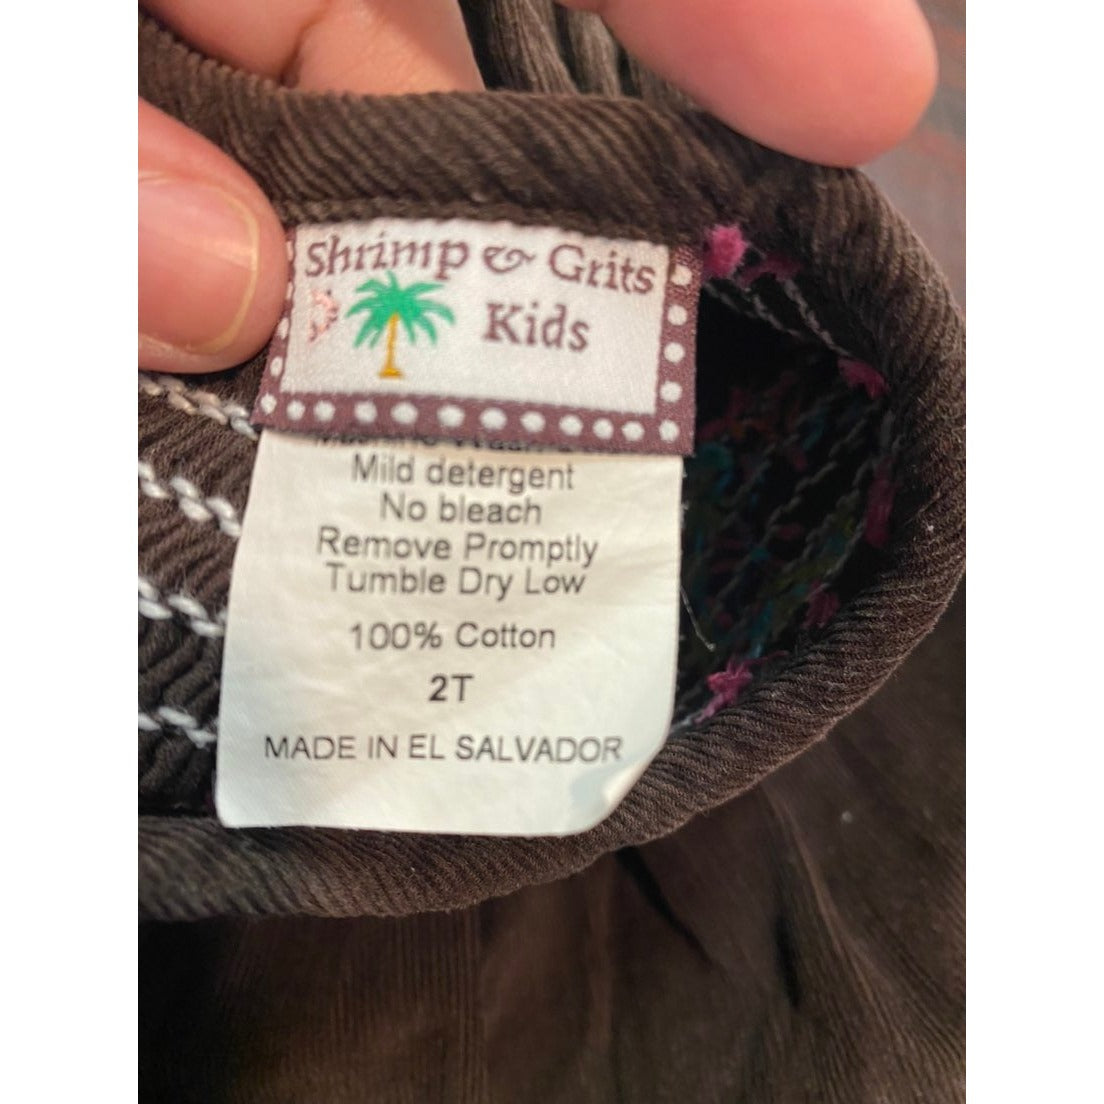 Shrimp & Grits
Kids
Mild detergent
No bleach
Remove Promptly
Tumble Dry Low
100% Cotton
2T
MADE IN EL SALVADOR